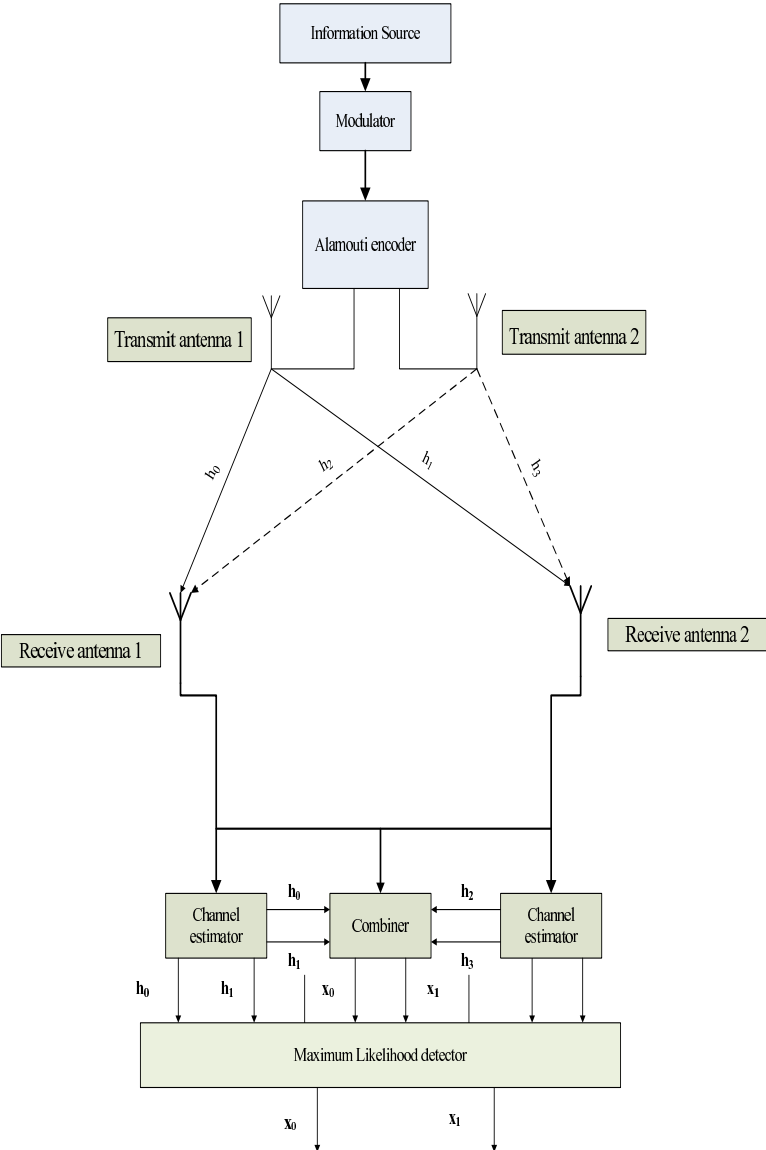 Information Source
Modulator
Alamouti encoder
Transmit antenna 1
Transmit antenna 2
h0
h2
h1
h3
Receive antenna 1
Receive antenna 2
h0
h2
Channel
estimator
Combiner
Channel
estimator
h1
h3
h0
h1
x0
x1
Maximum Likelihood detector
x0
x1